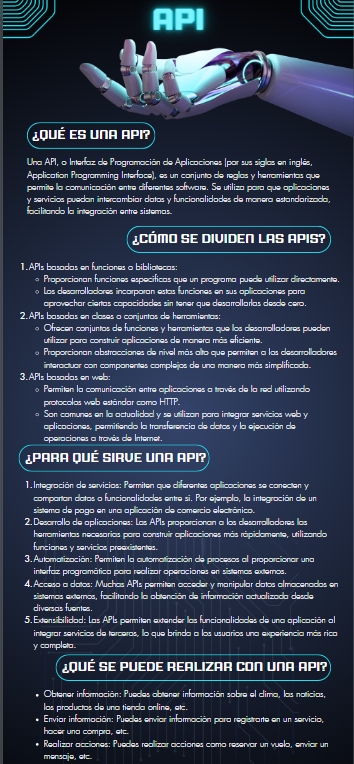 API
¿QUÉ ES UNA API?
Una API, o Interfaz de Programación de Aplicaciones (por sus siglas en inglés,
Application Programming Interface), es un conjunto de reglas y herramientas que
permite la comunicación entre diferentes software. Se utiliza para que aplicaciones
y servicios puedan intercambiar datos y funcionalidades de manera estandarizada,
facilitando la integración entre sistemas.
¿CÓMO SE DIVIDEN LAS APIS?
1. APIs basadas en funciones o bibliotecas:
Proporcionan funciones específicas que un programa puede utilizar directamente.
Los desarrolladores incorporan estas funciones en sus aplicaciones para
aprovechar ciertas capacidades sin tener que desarrollarlas desde cero.
2. APIs basadas en clases o conjuntos de herramientas:
Ofrecen conjuntos de funciones y herramientas que los desarrolladores pueden
utilizar para construir aplicaciones de manera más eficiente.
Proporcionan abstracciones de nivel más alto que permiten a los desarrolladores
interactuar con componentes complejos de una manera más simplificada.
3. APIs basadas en web:
Permiten la comunicación entre aplicaciones a través de la red utilizando
protocolos web estándar como HTTP.
Son comunes en la actualidad y se utilizan para integrar servicios web y
aplicaciones, permitiendo la transferencia de datos y la ejecución de
operaciones a través de Internet.
¿PARA QUÉ SIRVE UNA API?
1. Integración de servicios: Permiten que diferentes aplicaciones se conecten y
compartan datos o funcionalidades entre sí. Por ejemplo, la integración de un
sistema de pago en una aplicación de comercio electrónico.
2. Desarrollo de aplicaciones: Las APIs proporcionan a los desarrolladores las
herramientas necesarias para construir aplicaciones más rápidamente, utilizando
funciones y servicios preexistentes.
3. Automatización: Permiten la automatización de procesos al proporcionar una
interfaz programática para realizar operaciones en sistemas externos.
4. Acceso a datos: Muchas APIs permiten acceder y manipular datos almacenados en
sistemas externos, facilitando la obtención de información actualizada desde
diversas fuentes.
5. Extensibilidad: Las APIs permiten extender las funcionalidades de una aplicación al
integrar servicios de terceros, lo que brinda a los usuarios una experiencia más rica
y completa.
¿QUÉ SE PUEDE REALIZAR CON UNA API?
Obtener información: Puedes obtener información sobre el clima, las noticias,
los productos de una tienda online, etc.
Enviar información: Puedes enviar información para registrarte en un servicio,
hacer una compra, etc.
Realizar acciones: Puedes realizar acciones como reservar un vuelo, enviar un
mensaje, etc.